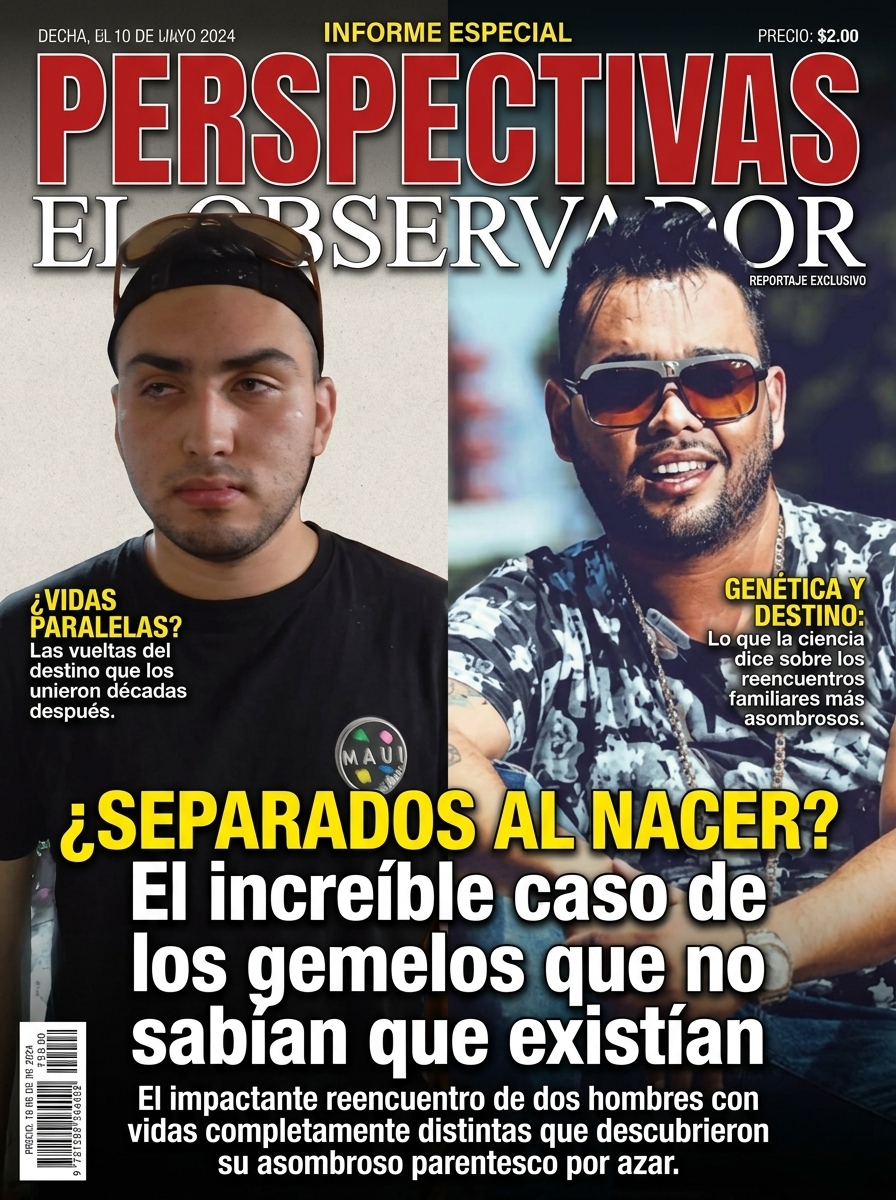 DECHA, EL 10 DE UMYO 2024
INFORME ESPECIAL
PRECIO: $2.00
PERSPECTIVAS
EL OBSERVADOR
REPORTAJE EXCLUSIVO
¿VIDAS
PARALELAS?
Las vueltas del
destino que los
unieron décadas
después.
GENÉTICA Y
DESTINO:
Lo que la ciencia
dice sobre los
reencuentros
familiares más
asombrosos.
MAUI
¿SEPARADOS AL NACER?
El increíble caso de
los gemelos que no
sabían que existían
El impactante reencuentro de dos hombres con
vidas completamente distintas que descubrieron
su asombroso parentesco por azar.